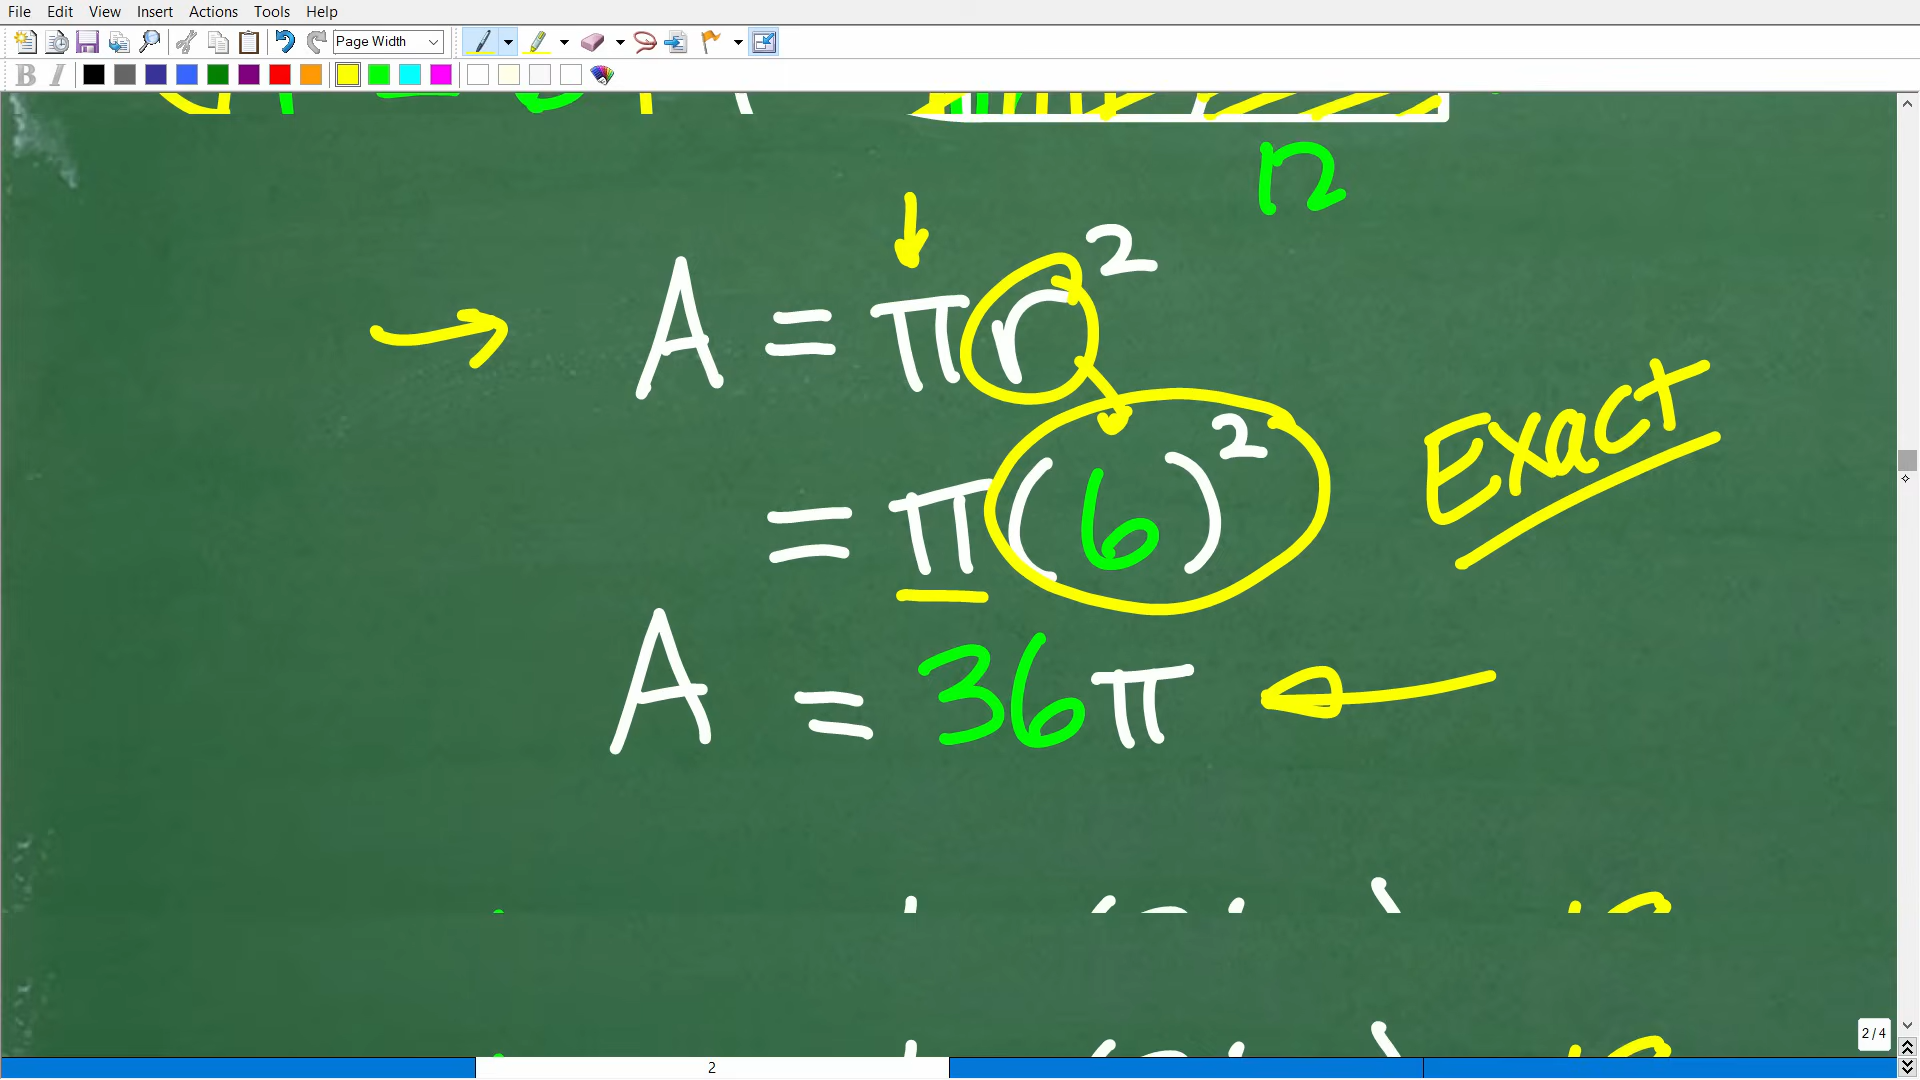 File Edit View Insert Actions Tools Help
Page Width
B I
12
A = πr²
Exact
= π(6)²
A = 36π
2 / 4
2